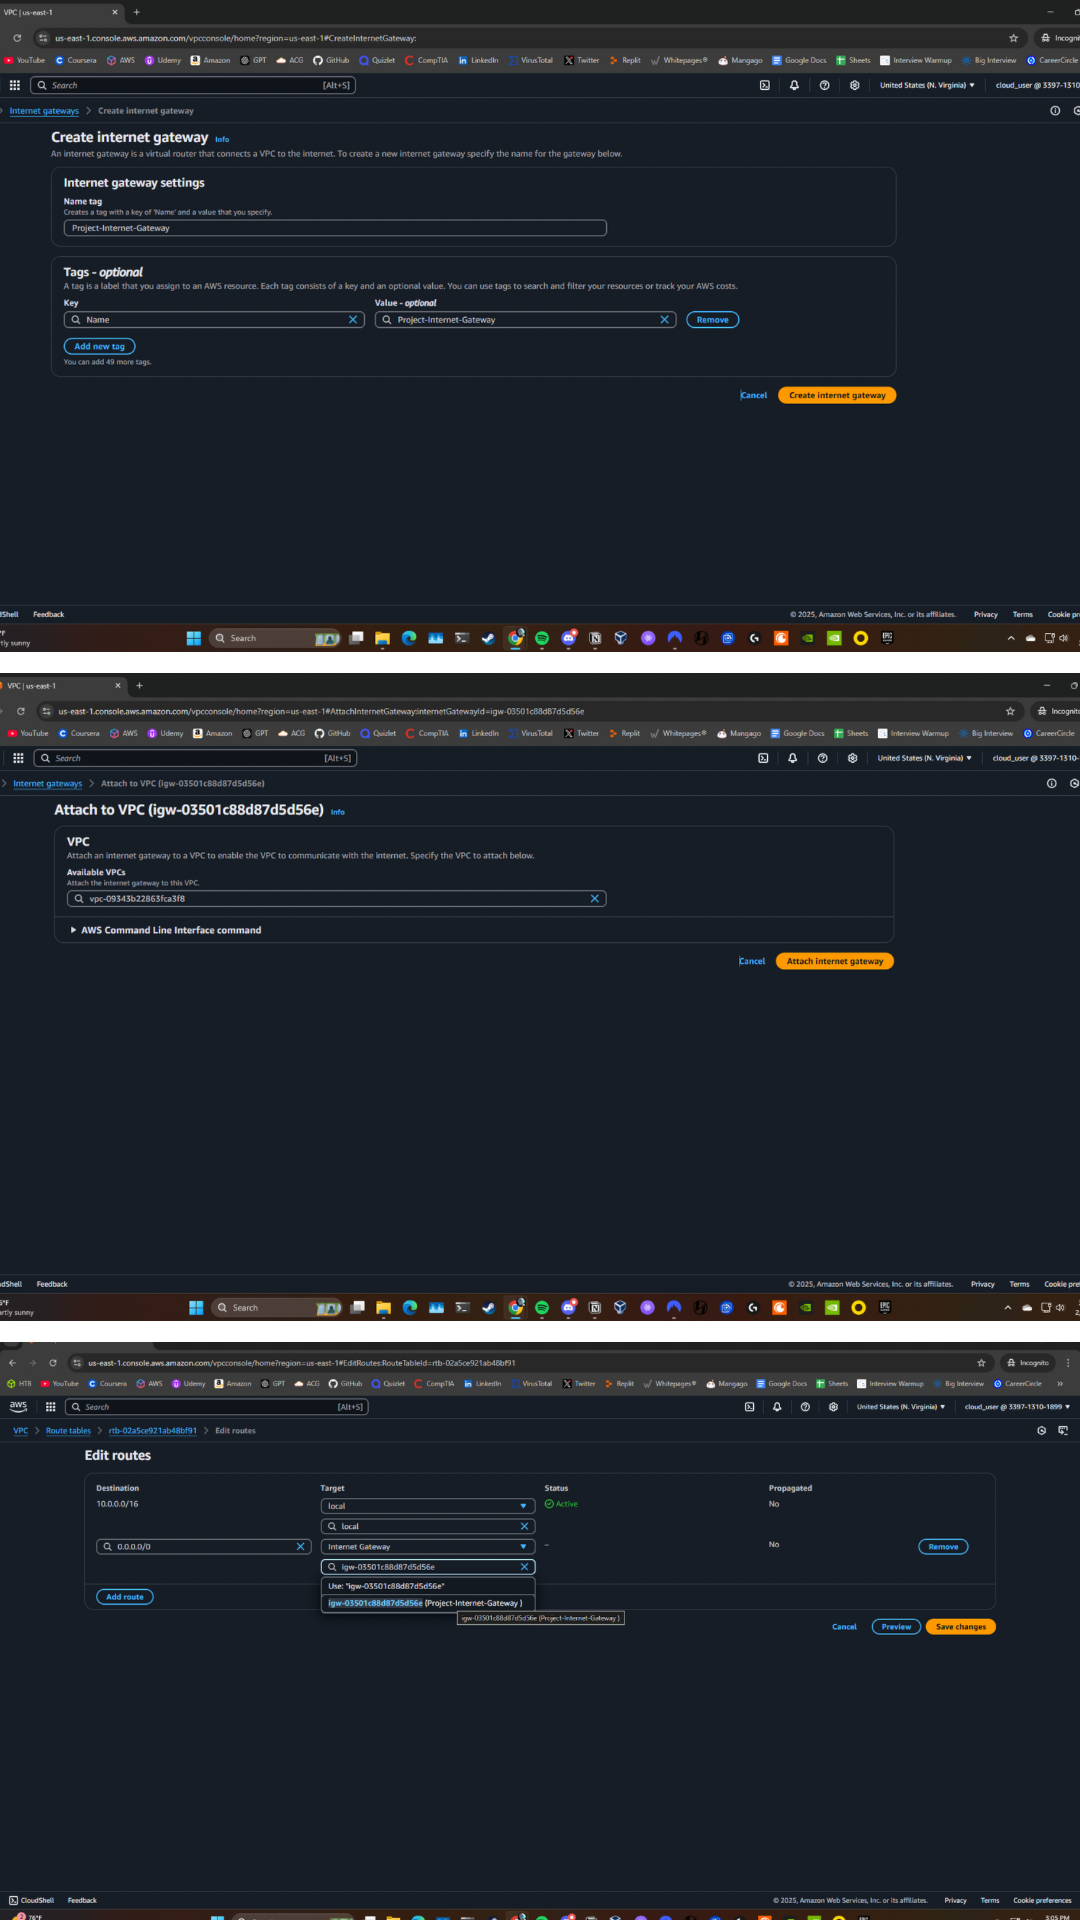 VPC | us-east-1
us-east-1.console.aws.amazon.com/vpcconsole/home?region=us-east-1#CreateInternetGateway:
YouTube Coursera AWS Udemy Amazon GPT ACG GitHub Quizlet CompTIA LinkedIn VirusTotal Twitter Replit Whitepages® Mangago Google Docs Sheets Interview Warmup Big Interview CareerCircle
Search [Alt+S] United States (N. Virginia) cloud_user @ 3397-1310
Internet gateways > Create internet gateway
Create internet gateway Info
An internet gateway is a virtual router that connects a VPC to the internet. To create a new internet gateway specify the name for the gateway below.
Internet gateway settings
Name tag
Creates a tag with a key of 'Name' and a value that you specify.
Project-Internet-Gateway
Tags - optional
A tag is a label that you assign to an AWS resource. Each tag consists of a key and an optional value. You can use tags to search and filter your resources or track your AWS costs.
Key Value - optional
Name Project-Internet-Gateway Remove
Add new tag
You can add 49 more tags.
Cancel Create internet gateway
dShell Feedback © 2025, Amazon Web Services, Inc. or its affiliates. Privacy Terms Cookie pr
Search
tly sunny
VPC | us-east-1
us-east-1.console.aws.amazon.com/vpcconsole/home?region=us-east-1#AttachInternetGateway:internetGatewayId=igw-03501c88d87d5d56e
YouTube Coursera AWS Udemy Amazon GPT ACG GitHub Quizlet CompTIA LinkedIn VirusTotal Twitter Replit Whitepages® Mangago Google Docs Sheets Interview Warmup Big Interview CareerCircle
Search [Alt+S] United States (N. Virginia) cloud_user @ 3397-1310-
Internet gateways > Attach to VPC (igw-03501c88d87d5d56e)
Attach to VPC (igw-03501c88d87d5d56e) Info
VPC
Attach an internet gateway to a VPC to enable the VPC to communicate with the internet. Specify the VPC to attach below.
Available VPCs
Attach the internet gateway to this VPC.
vpc-09343b22863fca3f8
AWS Command Line Interface command
Cancel Attach internet gateway
dShell Feedback © 2025, Amazon Web Services, Inc. or its affiliates. Privacy Terms Cookie pre
Search
rtly sunny
us-east-1.console.aws.amazon.com/vpcconsole/home?region=us-east-1#EditRoutes:RouteTableId=rtb-02a5ce921ab48bf91 Incognito
HTB YouTube Coursera AWS Udemy Amazon GPT ACG GitHub Quizlet CompTIA LinkedIn VirusTotal Twitter Replit Whitepages® Mangago Google Docs Sheets Interview Warmup Big Interview CareerCircle
aws Search [Alt+S] United States (N. Virginia) cloud_user @ 3397-1310-1899
VPC > Route tables > rtb-02a5ce921ab48bf91 > Edit routes
Edit routes
Destination Target Status Propagated
10.0.0.0/16 local Active No
local
0.0.0.0/0 Internet Gateway – No Remove
igw-03501c88d87d5d56e
Use: "igw-03501c88d87d5d56e"
Add route
igw-03501c88d87d5d56e (Project-Internet-Gateway )
igw-03501c88d87d5d56e (Project-Internet-Gateway )
Cancel Preview Save changes
CloudShell Feedback © 2025, Amazon Web Services, Inc. or its affiliates. Privacy Terms Cookie preferences
76°F 3:05 PM